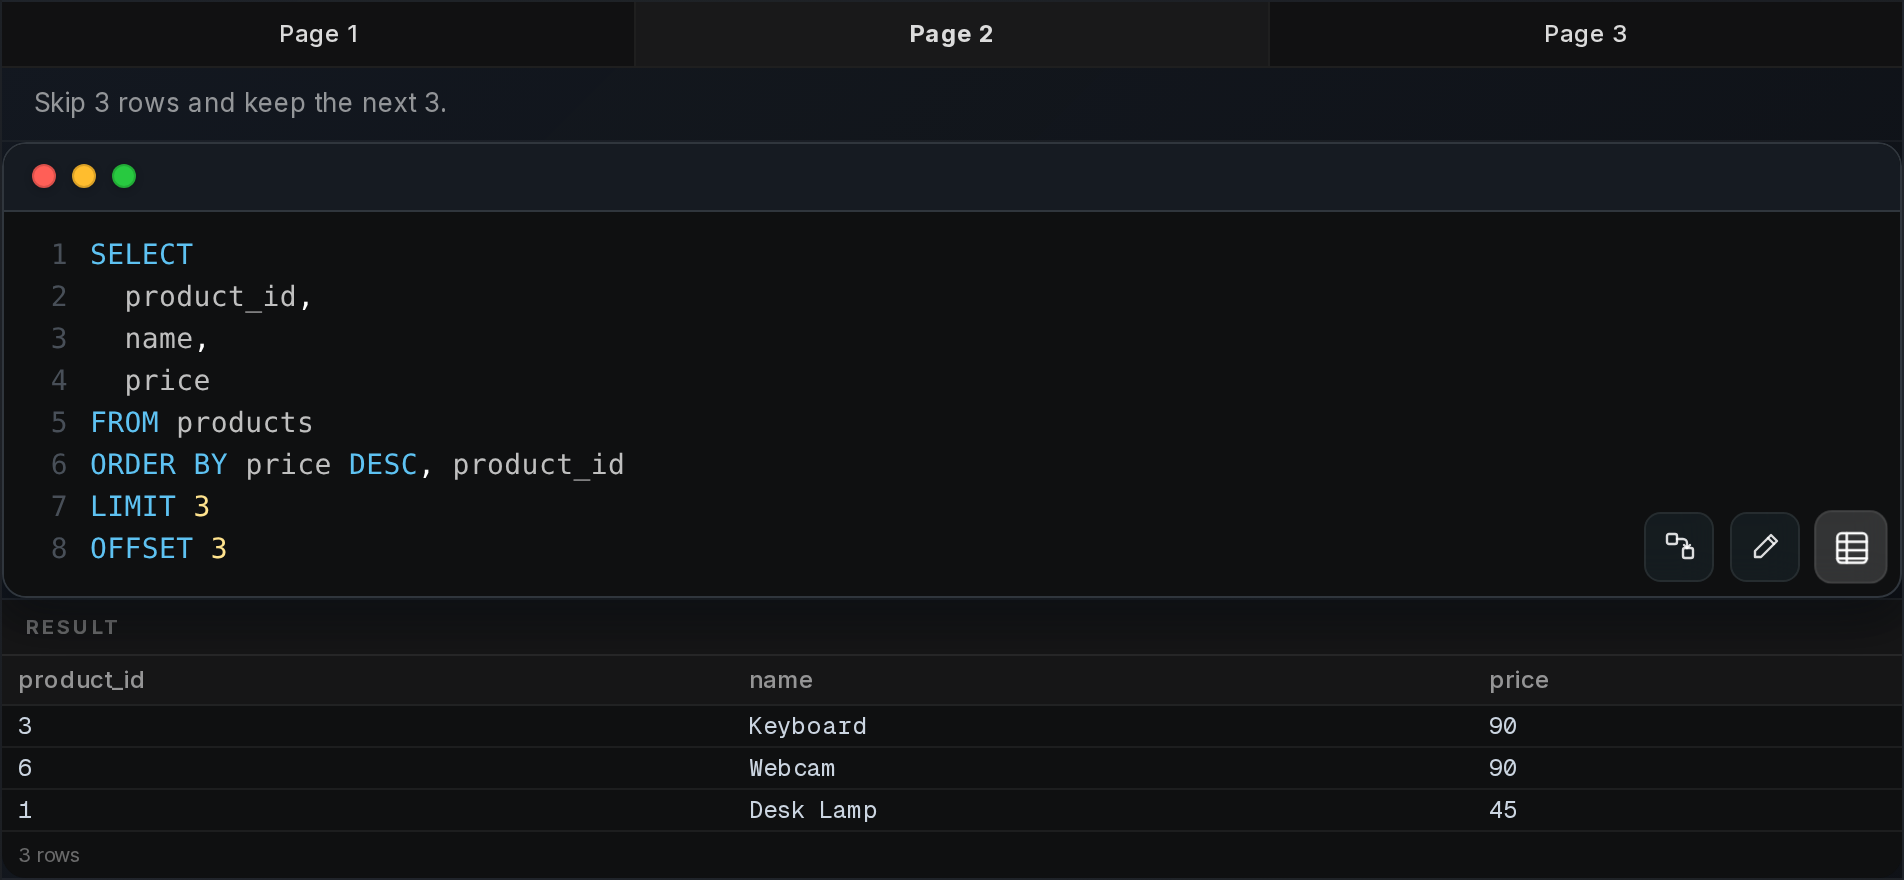 Page 1 Page 2 Page 3
Skip 3 rows and keep the next 3.
1 SELECT
2   product_id,
3   name,
4   price
5 FROM products
6 ORDER BY price DESC, product_id
7 LIMIT 3
8 OFFSET 3
RESULT
product_id name price
3 Keyboard 90
6 Webcam 90
1 Desk Lamp 45
3 rows